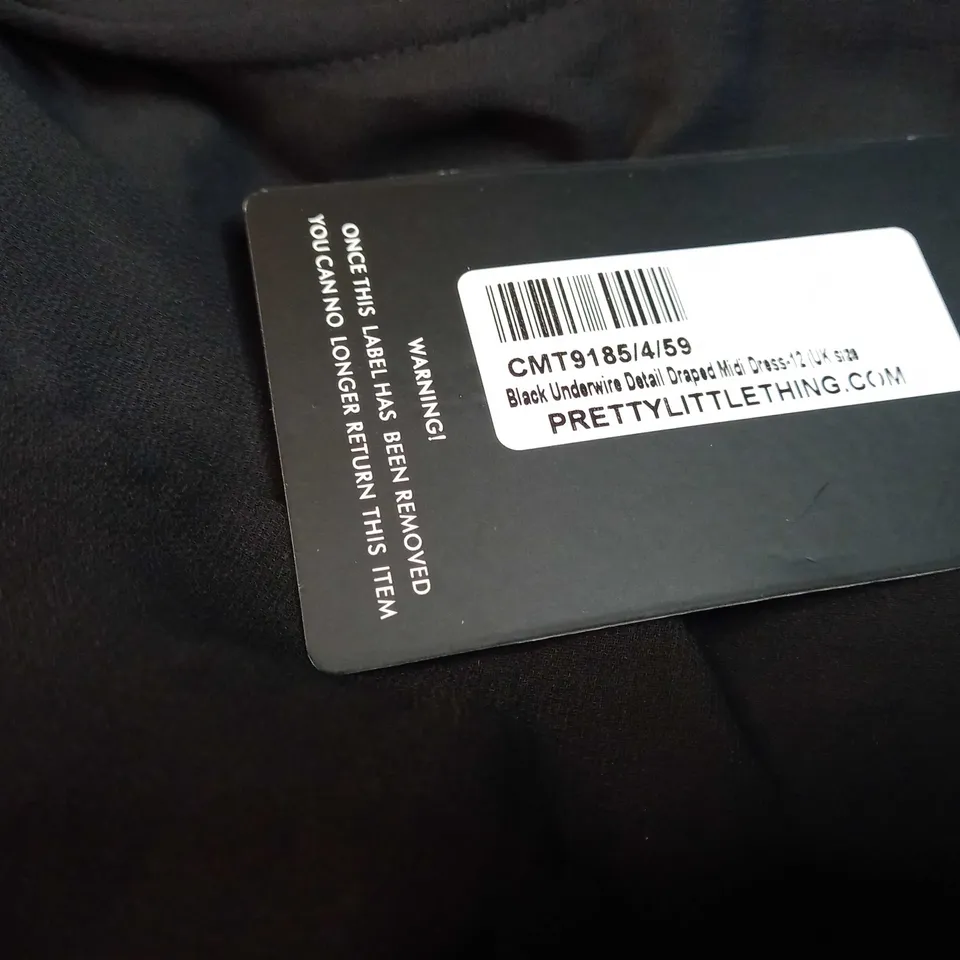 WARNING!
ONCE THIS LABEL HAS BEEN REMOVED
YOU CAN NO LONGER RETURN THIS ITEM
CMT9185/4/59
Black Underwire Detail Draped Midi Dress-12 (UK size
PRETTYLITTLETHING.COM